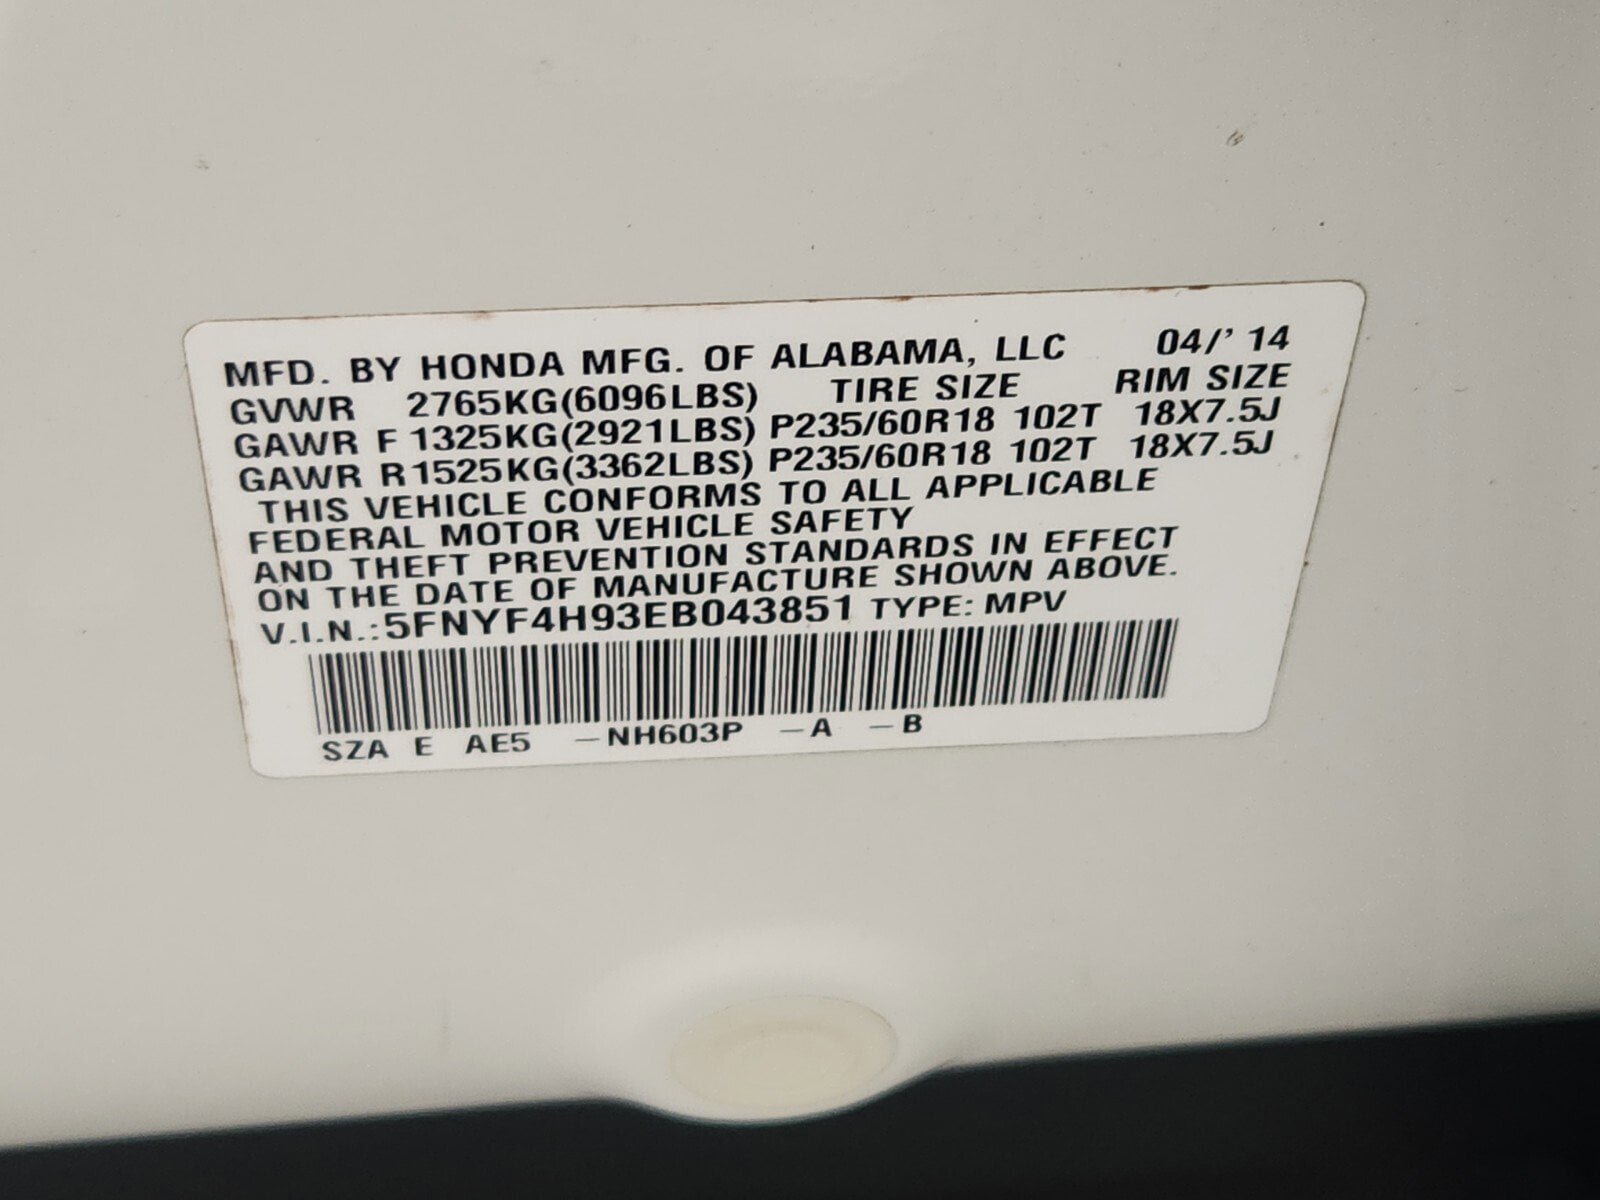 MFD. BY HONDA MFG. OF ALABAMA, LLC 04/' 14
GVWR 2765KG(6096LBS) TIRE SIZE RIM SIZE
GAWR F 1325KG(2921LBS) P235/60R18 102T 18X7.5J
GAWR R 1525KG(3362LBS) P235/60R18 102T 18X7.5J
THIS VEHICLE CONFORMS TO ALL APPLICABLE
FEDERAL MOTOR VEHICLE SAFETY
AND THEFT PREVENTION STANDARDS IN EFFECT
ON THE DATE OF MANUFACTURE SHOWN ABOVE.
V.I.N.: 5FNYF4H93EB043851 TYPE: MPV
SZA E AE5 –NH603P –A –B